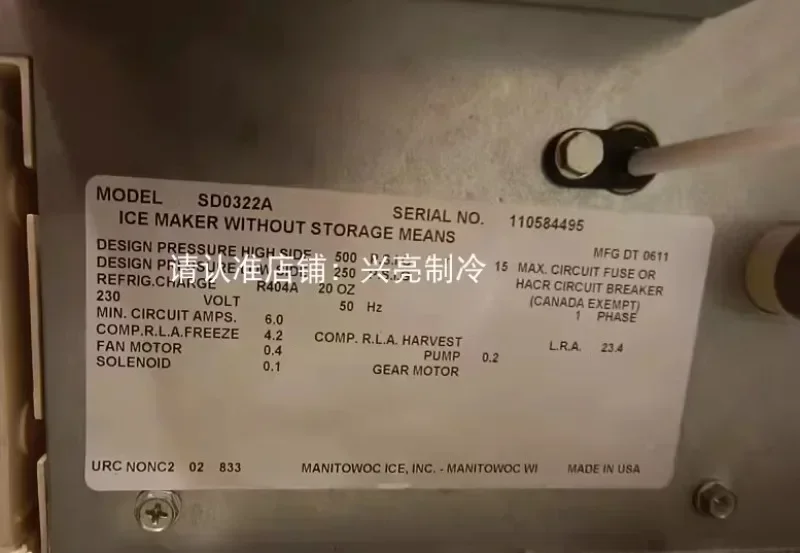 MODEL SD0322A SERIAL NO. 110584495
ICE MAKER WITHOUT STORAGE MEANS
MFG DT 0611
DESIGN PRESSURE HIGH SIDE 500
DESIGN 250
请认准店铺：兴亮制冷
15 MAX. CIRCUIT FUSE OR
HACR CIRCUIT BREAKER
(CANADA EXEMPT)
REFRIG.CHARGE R404A 20 OZ
230 VOLT 50 Hz 1 PHASE
MIN. CIRCUIT AMPS. 6.0
COMP.R.L.A.FREEZE 4.2 COMP. R.L.A. HARVEST L.R.A. 23.4
FAN MOTOR 0.4 PUMP 0.2
SOLENOID 0.1 GEAR MOTOR
URC NONC2 02 833 MANITOWOC ICE, INC. - MANITOWOC WI MADE IN USA